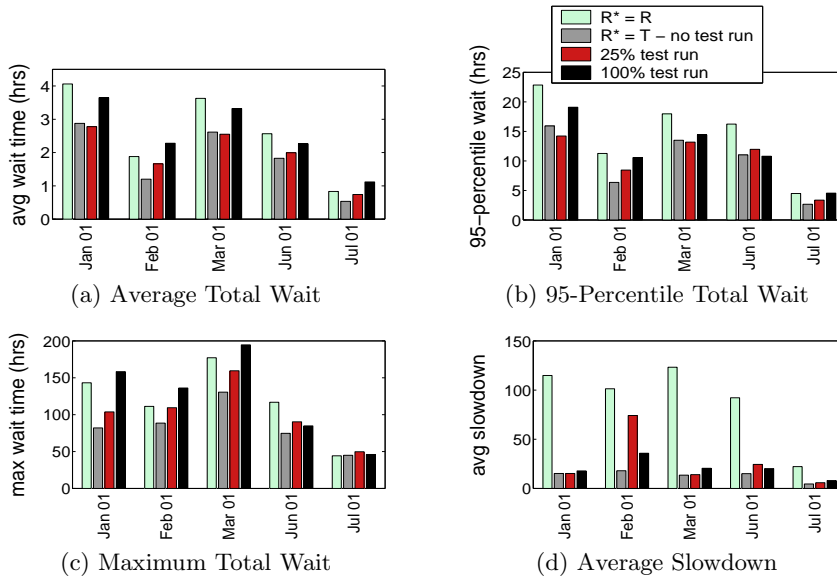 R* = R
R* = T − no test run
25% test run
100% test run
avg wait time (hrs)
4
3
2
1
0
Jan 01
Feb 01
Mar 01
Jun 01
Jul 01
(a) Average Total Wait
95−percentile wait (hrs)
25
20
15
10
5
0
Jan 01
Feb 01
Mar 01
Jun 01
Jul 01
(b) 95-Percentile Total Wait
max wait time (hrs)
200
150
100
50
0
Jan 01
Feb 01
Mar 01
Jun 01
Jul 01
(c) Maximum Total Wait
avg slowdown
150
100
50
0
Jan 01
Feb 01
Mar 01
Jun 01
Jul 01
(d) Average Slowdown